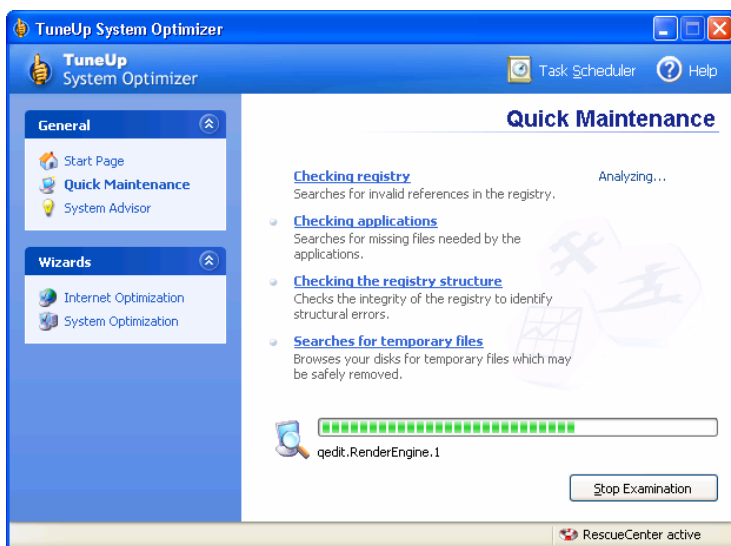 TuneUp System Optimizer
TuneUp
System Optimizer
Task Scheduler
Help
General
Start Page
Quick Maintenance
System Advisor
Wizards
Internet Optimization
System Optimization
Quick Maintenance
Checking registry
Analyzing...
Searches for invalid references in the registry.
Checking applications
Searches for missing files needed by the
applications.
Checking the registry structure
Checks the integrity of the registry to identify
structural errors.
Searches for temporary files
Browses your disks for temporary files which may
be safely removed.
qedit.RenderEngine.1
Stop Examination
RescueCenter active